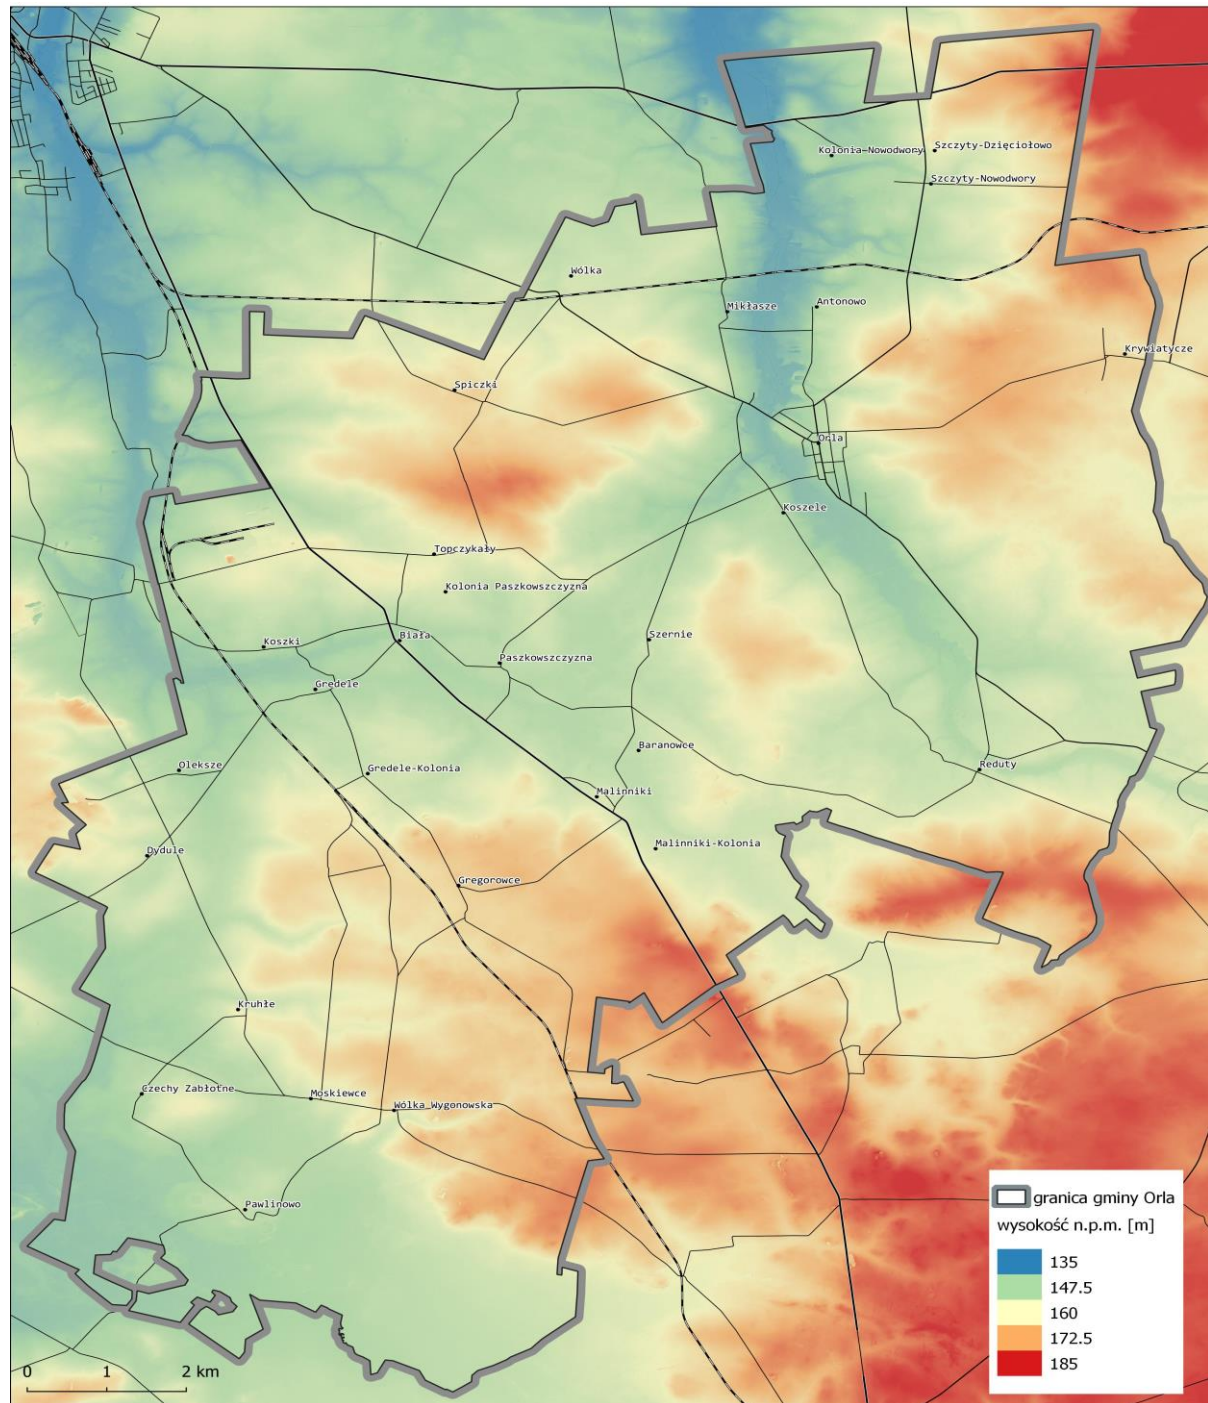 Szczyty-Dzięciołowo
Kolonia-Nowodwory
Szczyty-Nowodwory
Wólka
Mikłasze
Antonowo
Krywiatycze
Spiczki
Orla
Koszele
Topczykały
Kolonia Paszkowszczyzna
Koszki
Biała
Szernie
Paszkowszczyzna
Gredele
Baranowce
Oleksze
Gredele-Kolonia
Reduty
Malinniki
Malinniki-Kolonia
Dydule
Gregorowce
Kruhłe
Czechy Zabłotne
Moskiewce
Wólka Wygonowska
Pawlinowo
granica gminy Orla
wysokość n.p.m. [m]
135
147.5
160
172.5
185
0 1 2 km